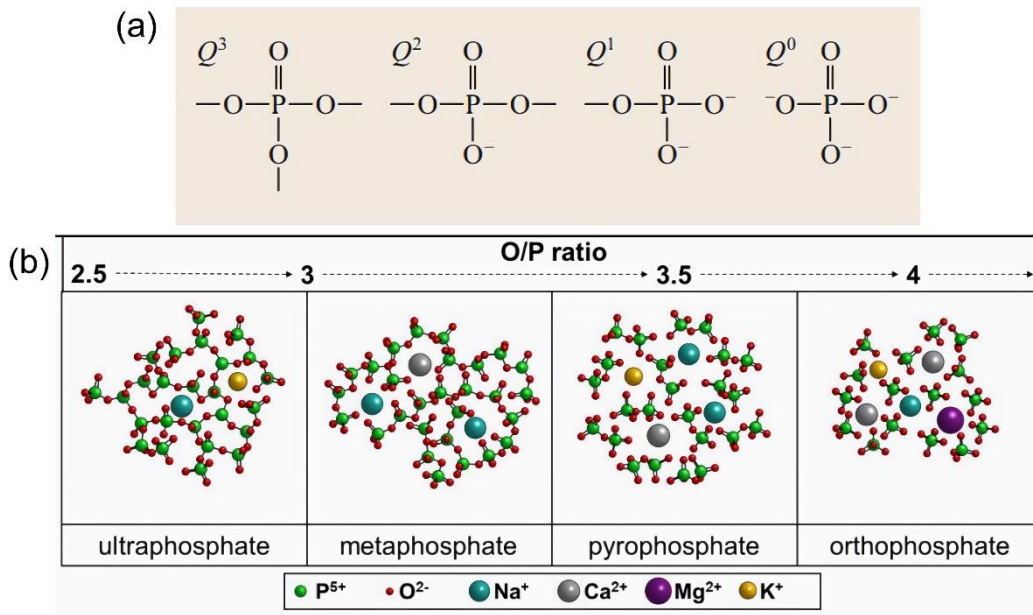 (a)
Q³ Q² Q¹ Q⁰
O O O O
—O—P—O— —O—P—O— —O—P—O⁻ ⁻O—P—O⁻
O O⁻ O⁻ O⁻
(b)
O/P ratio
2.5 3 3.5 4
ultraphosphate metaphosphate pyrophosphate orthophosphate
P⁵⁺ O²⁻ Na⁺ Ca²⁺ Mg²⁺ K⁺